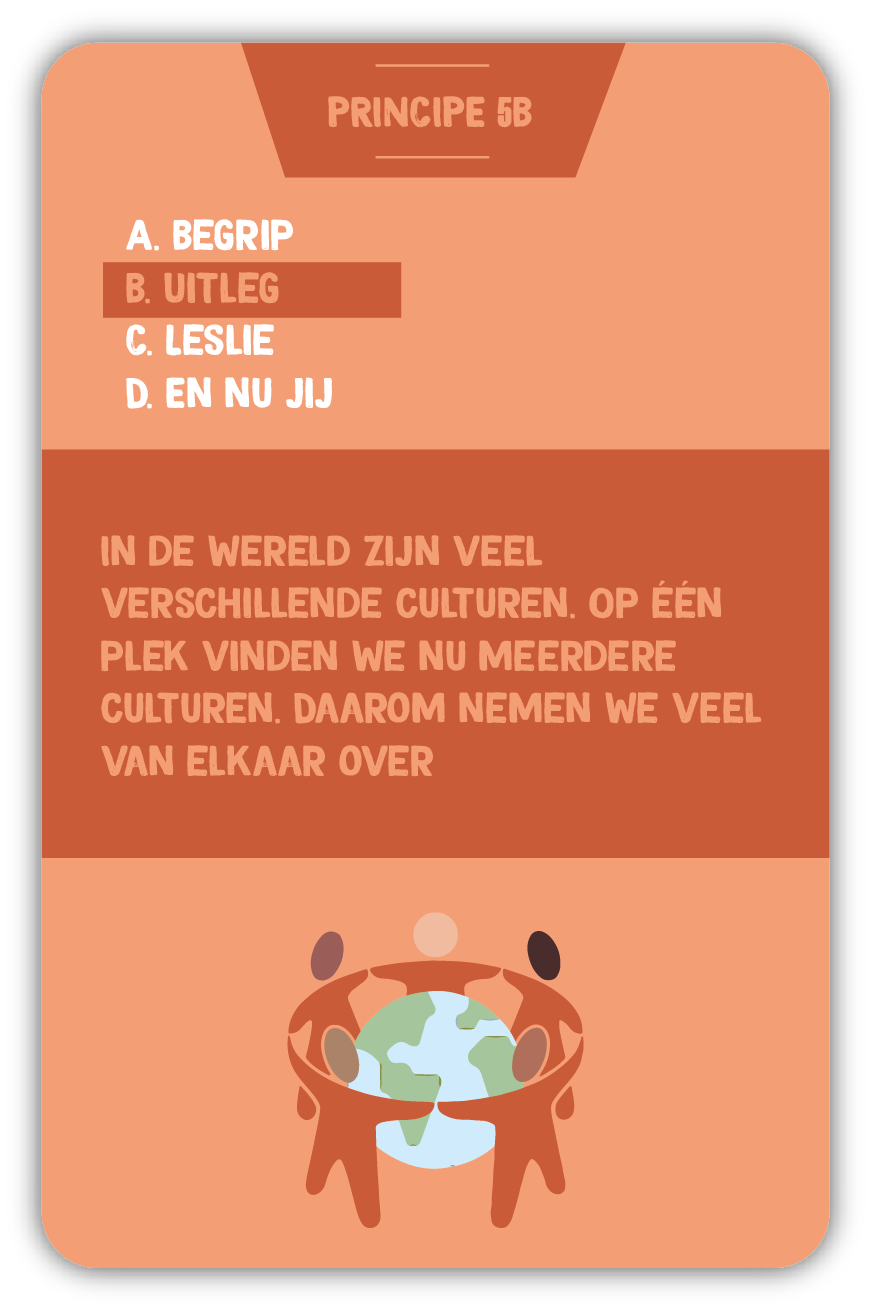 PRINCIPE 5B
A. BEGRIP
B. UITLEG
C. LESLIE
D. EN NU JIJ
IN DE WERELD ZIJN VEEL
VERSCHILLENDE CULTUREN. OP ÉÉN
PLEK VINDEN WE NU MEERDERE
CULTUREN. DAAROM NEMEN WE VEEL
VAN ELKAAR OVER